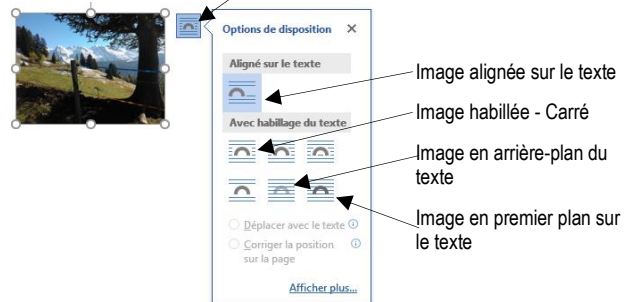 Options de disposition
Aligné sur le texte
Image alignée sur le texte
Avec habillage du texte
Image habillée - Carré
Image en arrière-plan du
texte
Image en premier plan sur
le texte
Déplacer avec le texte
Corriger la position
sur la page
Afficher plus...